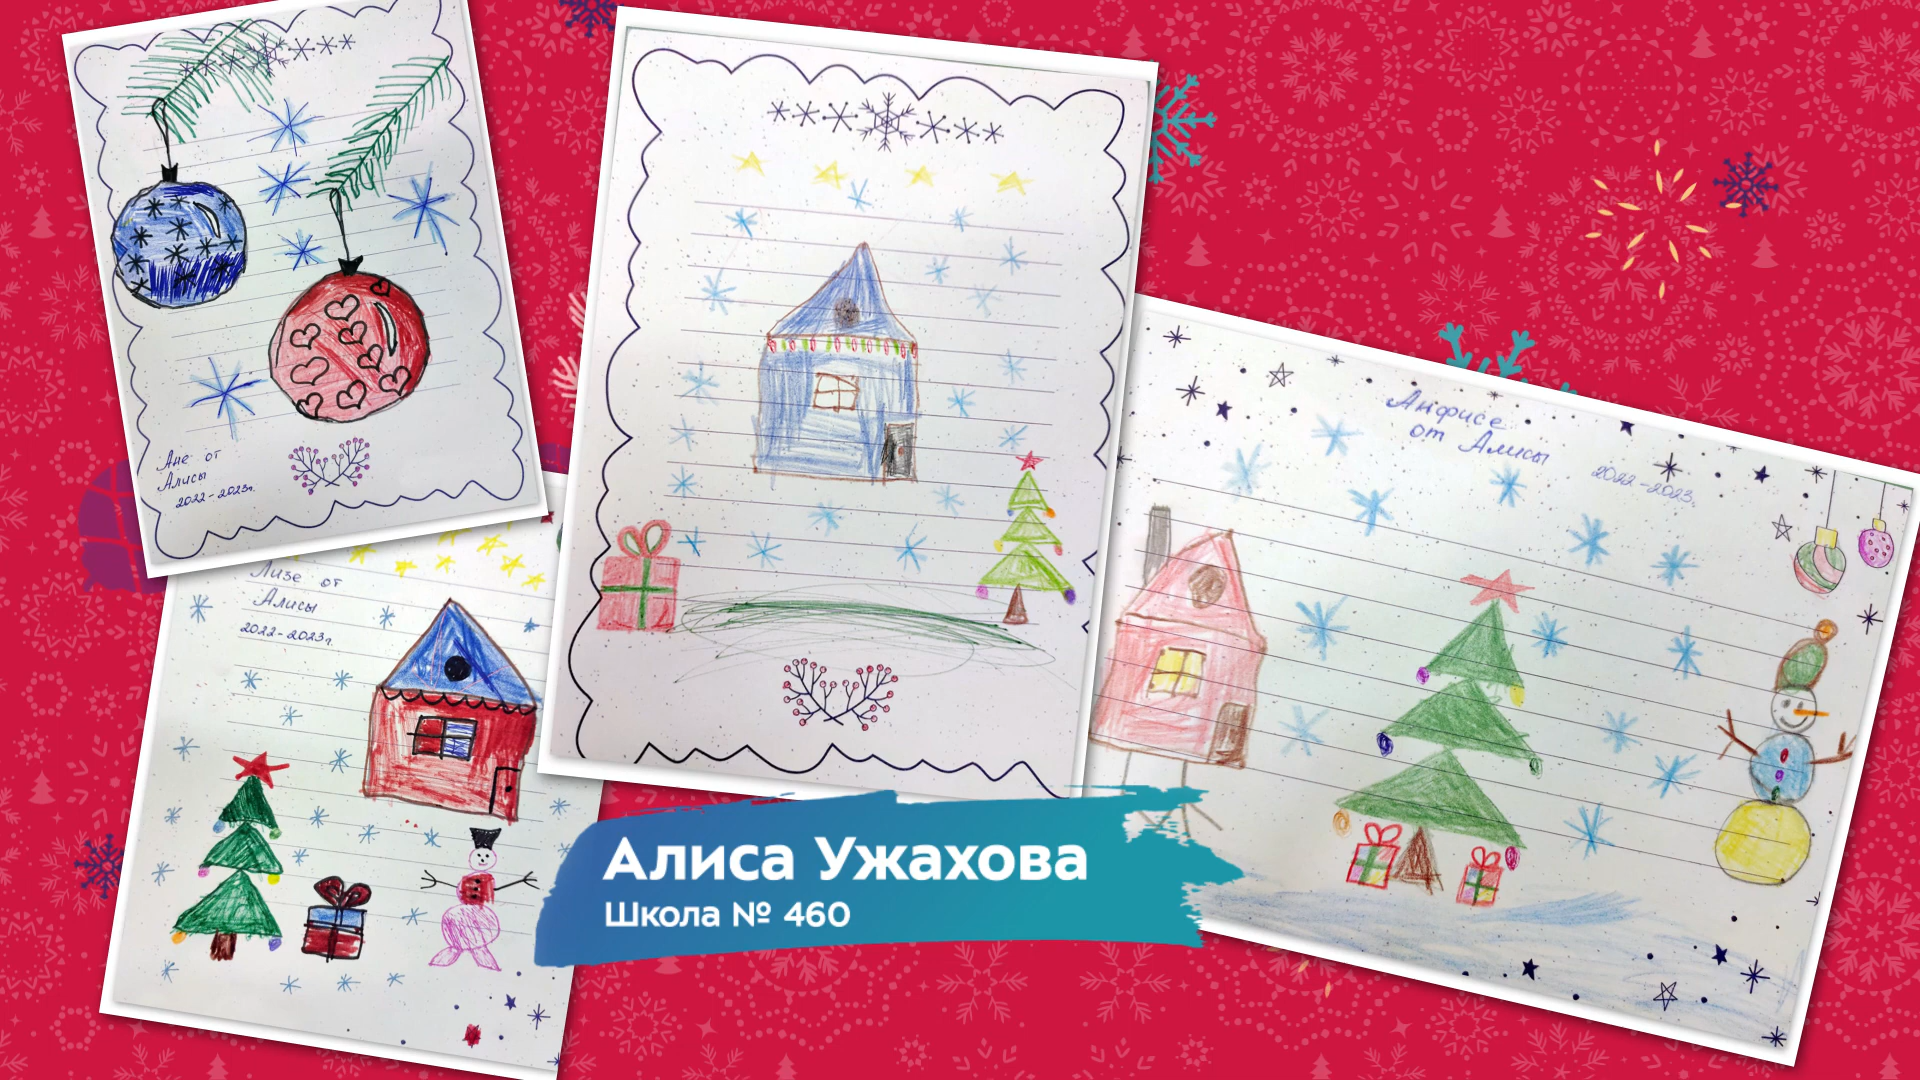 Ане от
Алисы
2022-2023г.
Лизе от
Алисы
2022-2023г.
Анфисе
от Алисы
2022-2023г.
Алиса Ужахова
Школа № 460